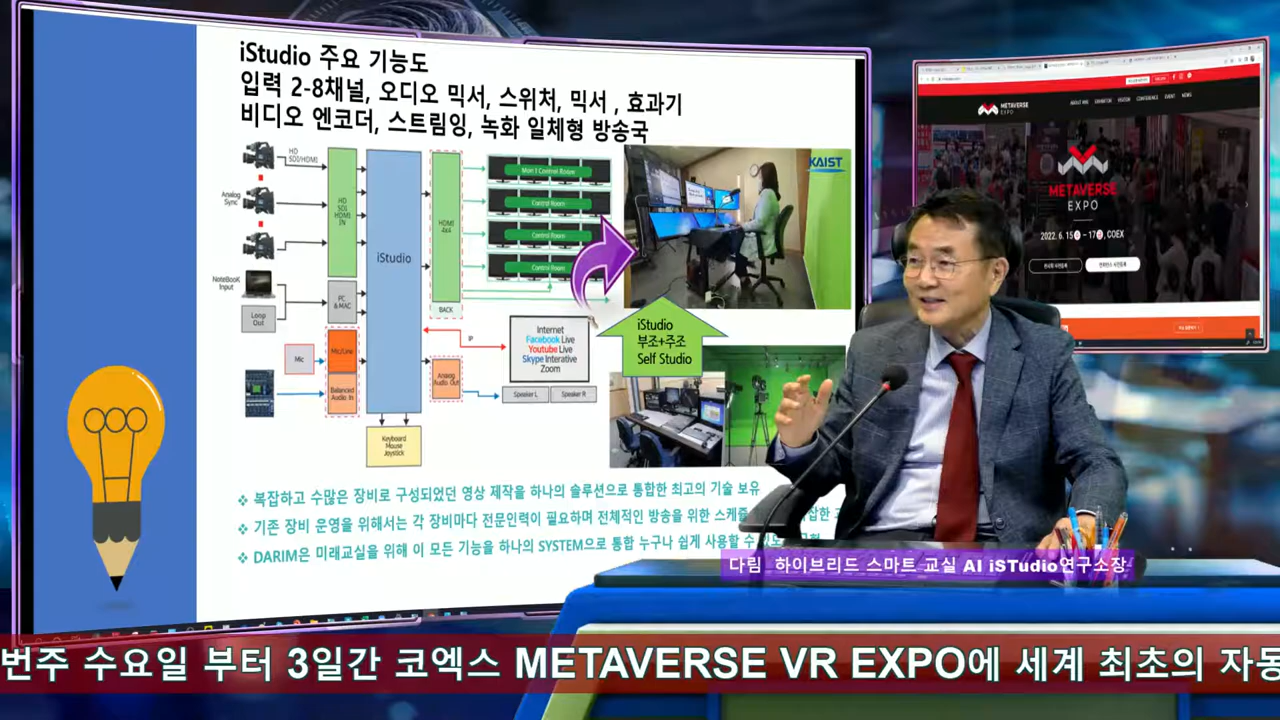 iStudio 주요 기능도
입력 2-8채널, 오디오 믹서, 스위처, 믹서 , 효과기
비디오 엔코더, 스트림잉, 녹화 일체형 방송국
HD
SDI/HDMI
Analog
Sync
NoteBook
Input
Loop
Out
Mic
HD
SDI
HDMI
IN
PC
& MAC
Mic/Line
Balanced
Audio In
iStudio
HDMI
4x4
BACK
IP
Analog
Audio Out
Control Room
Control Room
Control Room
Control Room
Internet
Facebook Live
Youtube Live
Skype Interative
Zoom
Speaker L
Speaker R
Keyboard
Mouse
Joystick
KAIST
iStudio
부조+주조
Self Studio
❖ 복잡하고 수많은 장비로 구성되었던 영상 제작을 하나의 솔루션으로 통합한 최고의 기술 보유
❖ 기존 장비 운영을 위해서는 각 장비마다 전문인력이 필요하며 전체적인 방송을 위한 스케줄
❖ DARIM은 미래교실을 위해 이 모든 기능을 하나의 SYSTEM으로 통합 누구나 쉽게 사용할 수
METAVERSE
EXPO
ABOUT MVE EXHIBITOR VISITOR CONFERENCE EVENT NEWS
METAVERSE
EXPO
2022. 6. 15 - 17 , COEX
다림 하이브리드 스마트 교실 AI iSTudio연구소장
번주 수요일 부터 3일간 코엑스 METAVERSE VR EXPO에 세계 최초의 자동